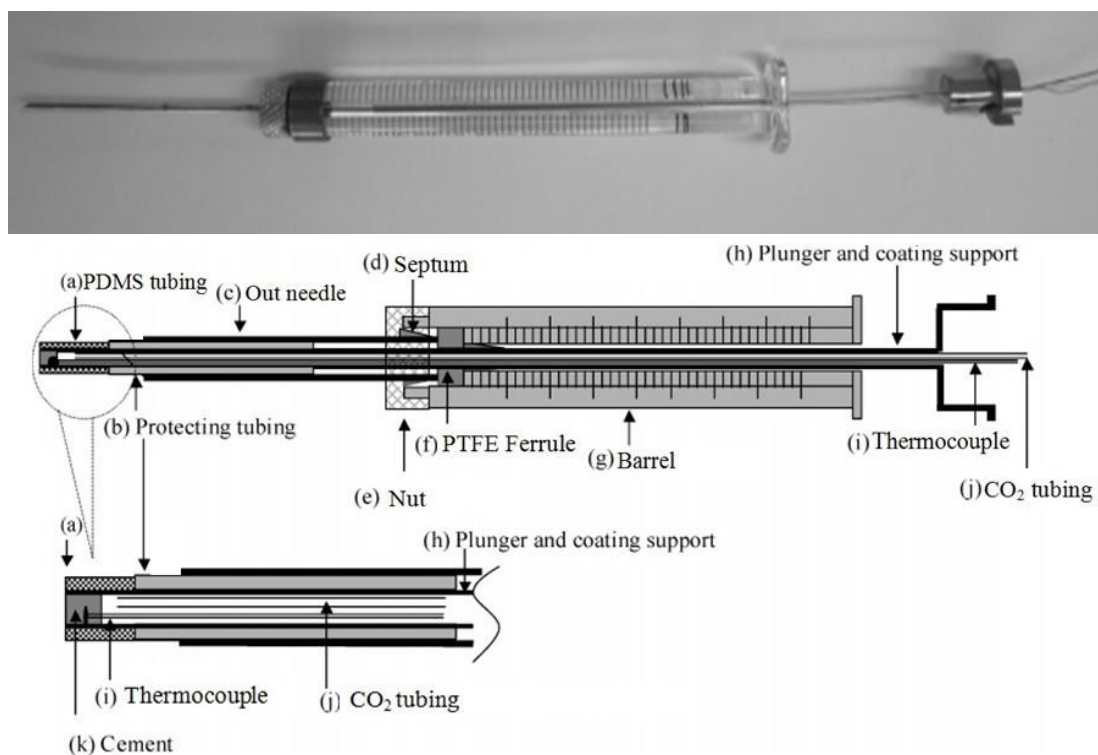 (d) Septum
(h) Plunger and coating support
(a)PDMS tubing
(c) Out needle
(b) Protecting tubing
(f) PTFE Ferrule
(g) Barrel
(i) Thermocouple
(e) Nut
(j) CO₂ tubing
(a)
(h) Plunger and coating support
(i) Thermocouple
(j) CO₂ tubing
(k) Cement